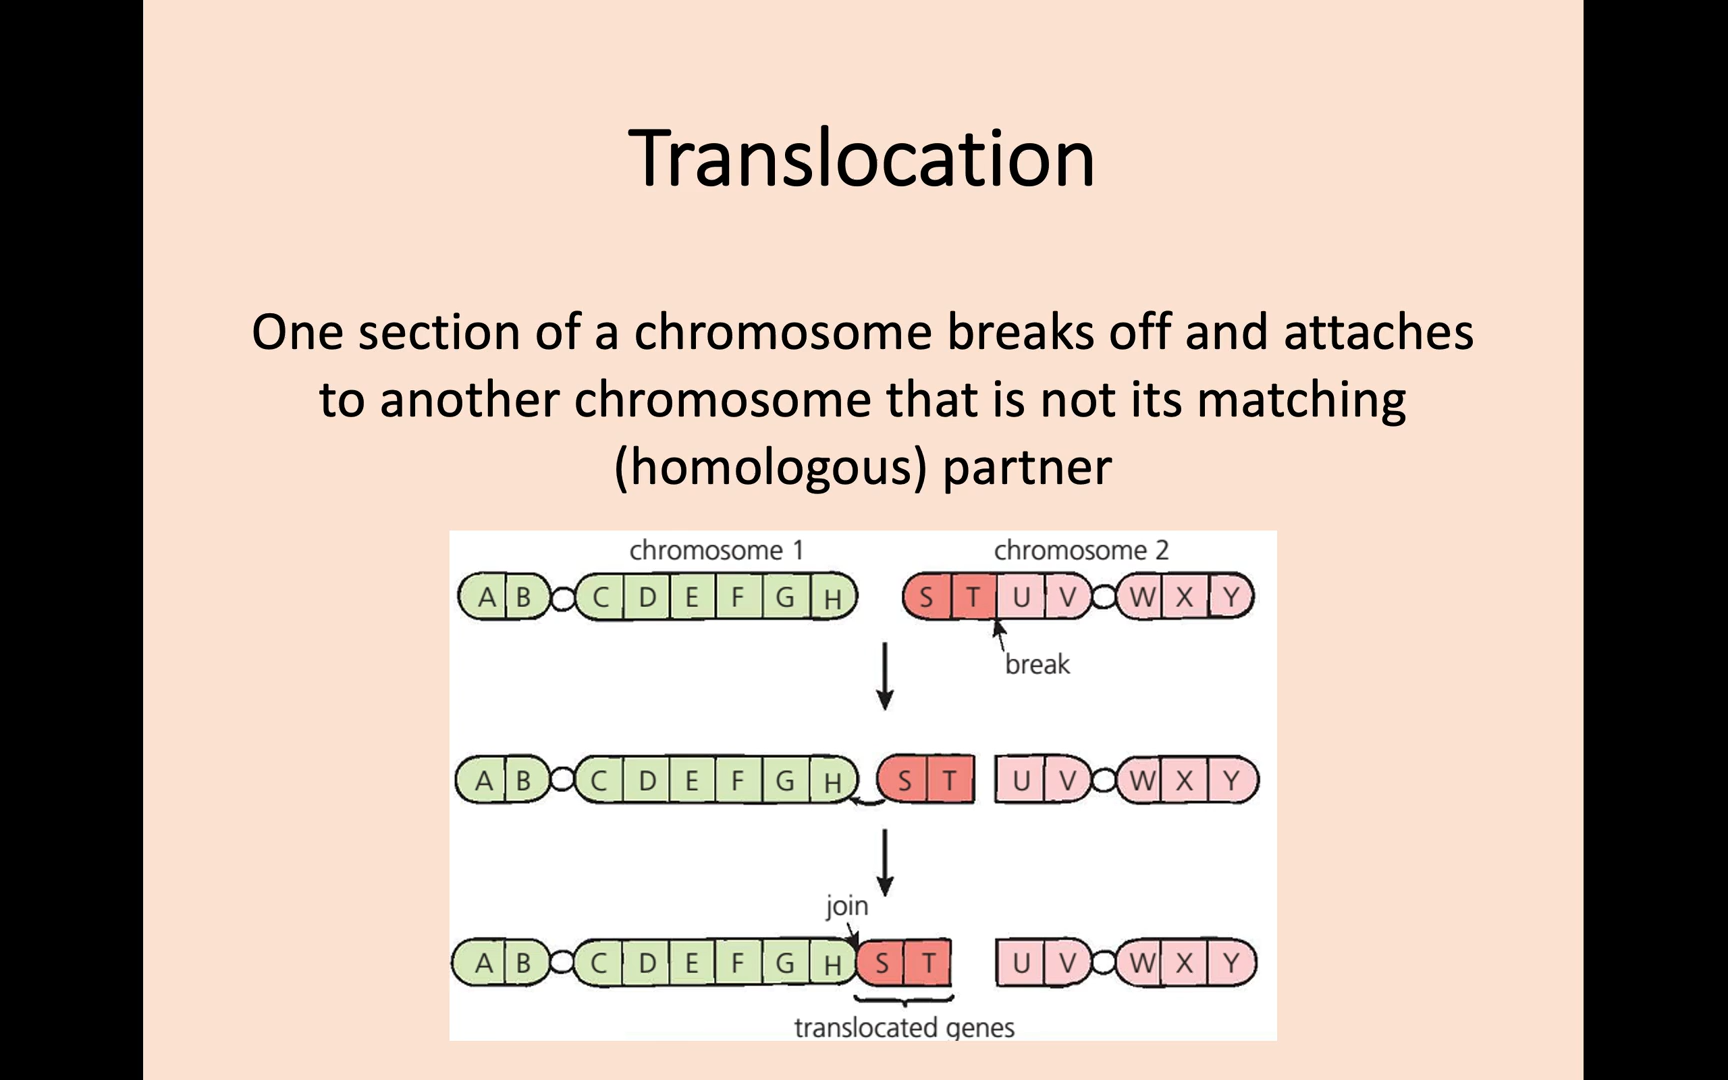 Translocation
One section of a chromosome breaks off and attaches
to another chromosome that is not its matching
(homologous) partner
chromosome 1 chromosome 2
A B C D E F G H S T U V W X Y
break
A B C D E F G H S T U V W X Y
join
A B C D E F G H S T U V W X Y
translocated genes